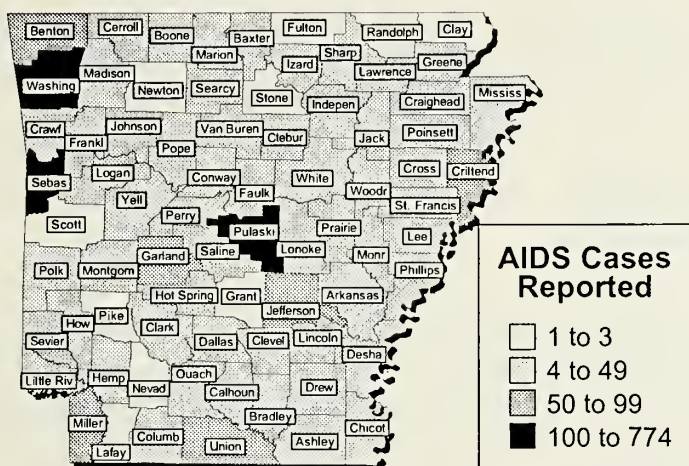 Benton Cerroll Boone Baxter Fulton Randolph Clay
Marion Sharp
Izard Lawrence Greene
Washing Madison Newton Searcy Stone Indepen Craighead Mississ
Crawf Frankl Johnson Van Buren Clebur Jack Poinsett
Pope
Sebas Logan Conway White Cross Crittend
Faulk Woodr
Yell St. Francis
Scott Perry Pulaski Prairie Lee
Polk Montgom Garland Saline Lonoke Monr Phillips
Hot Spring Grant Jefferson Arkansas
How Pike Clark
Sevier Dallas Clevel Lincoln Desha
Little Riv Hemp Nevad Ouach Calhoun Drew
Miller Bradley
Lafay Columb Union Ashley Chicot
AIDS Cases
Reported
1 to 3
4 to 49
50 to 99
100 to 774